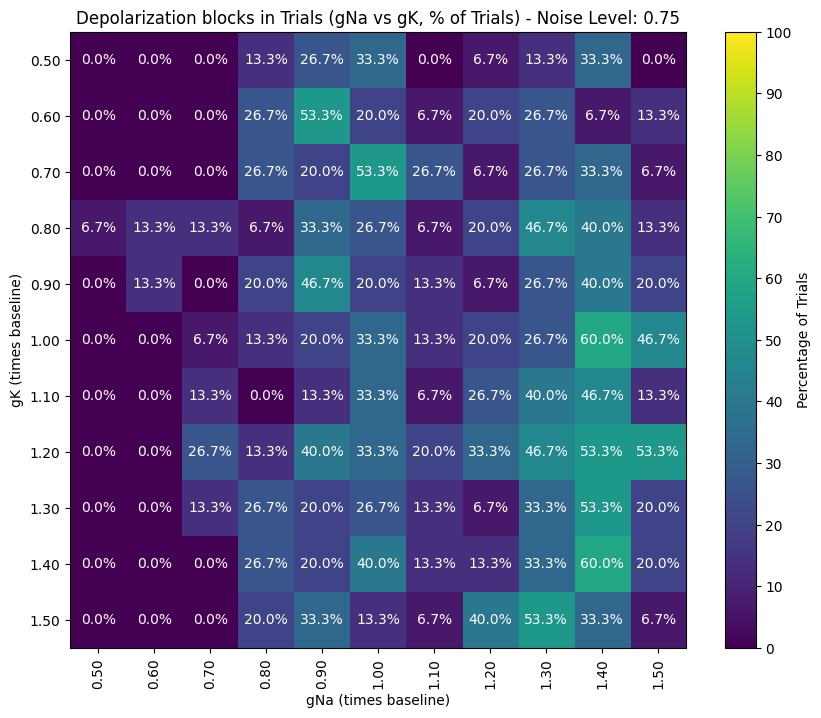 Depolarization blocks in Trials (gNa vs gK, % of Trials) - Noise Level: 0.75
0.50 0.0% 0.0% 0.0% 13.3% 26.7% 33.3% 0.0% 6.7% 13.3% 33.3% 0.0%
0.60 0.0% 0.0% 0.0% 26.7% 53.3% 20.0% 6.7% 20.0% 26.7% 6.7% 13.3%
0.70 0.0% 0.0% 0.0% 26.7% 20.0% 53.3% 26.7% 6.7% 26.7% 33.3% 6.7%
0.80 6.7% 13.3% 13.3% 6.7% 33.3% 26.7% 6.7% 20.0% 46.7% 40.0% 13.3%
0.90 0.0% 13.3% 0.0% 20.0% 46.7% 20.0% 13.3% 6.7% 26.7% 40.0% 20.0%
1.00 0.0% 0.0% 6.7% 13.3% 20.0% 33.3% 13.3% 20.0% 26.7% 60.0% 46.7%
1.10 0.0% 0.0% 13.3% 0.0% 13.3% 33.3% 6.7% 26.7% 40.0% 46.7% 13.3%
1.20 0.0% 0.0% 26.7% 13.3% 40.0% 33.3% 20.0% 33.3% 46.7% 53.3% 53.3%
1.30 0.0% 0.0% 13.3% 26.7% 20.0% 26.7% 13.3% 6.7% 33.3% 53.3% 20.0%
1.40 0.0% 0.0% 0.0% 26.7% 20.0% 40.0% 13.3% 13.3% 33.3% 60.0% 20.0%
1.50 0.0% 0.0% 0.0% 20.0% 33.3% 13.3% 6.7% 40.0% 53.3% 33.3% 6.7%
gK (times baseline)
0.50 0.60 0.70 0.80 0.90 1.00 1.10 1.20 1.30 1.40 1.50
gNa (times baseline)
100
90
80
70
60
50
40
30
20
10
0
Percentage of Trials